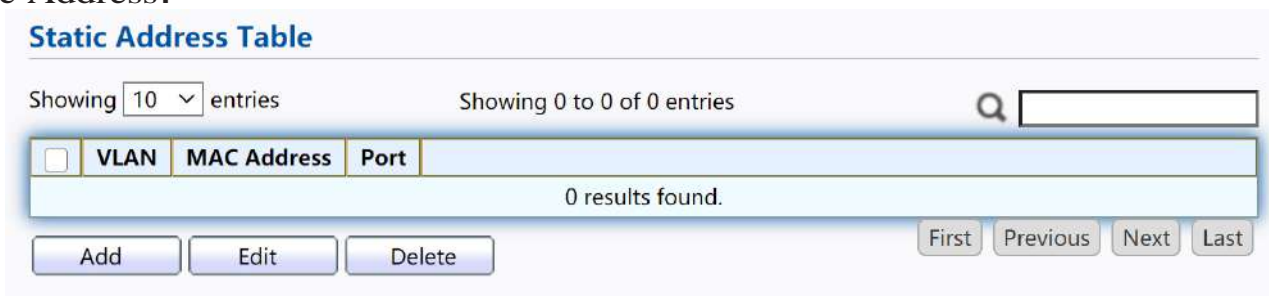 Address.
Static Address Table
Showing 10 entries Showing 0 to 0 of 0 entries
VLAN MAC Address Port
0 results found.
Add Edit Delete First Previous Next Last